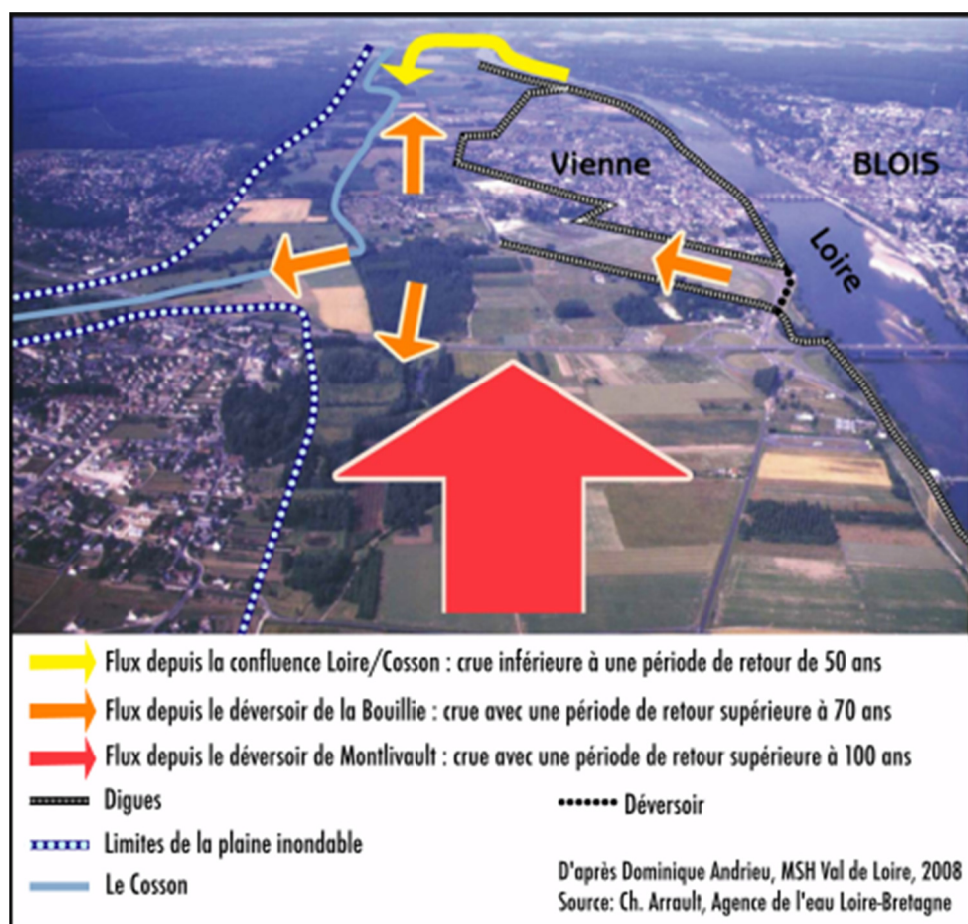 Vienne
BLOIS
Loire
Flux depuis la confluence Loire/Cosson : crue inférieure à une période de retour de 50 ans
Flux depuis le déversoir de la Bouillie : crue avec une période de retour supérieure à 70 ans
Flux depuis le déversoir de Montlivault : crue avec une période de retour supérieure à 100 ans
Digues
Déversoir
Limites de la plaine inondable
Le Cosson
D'après Dominique Andrieu, MSH Val de Loire, 2008
Source: Ch. Arrault, Agence de l'eau Loire-Bretagne